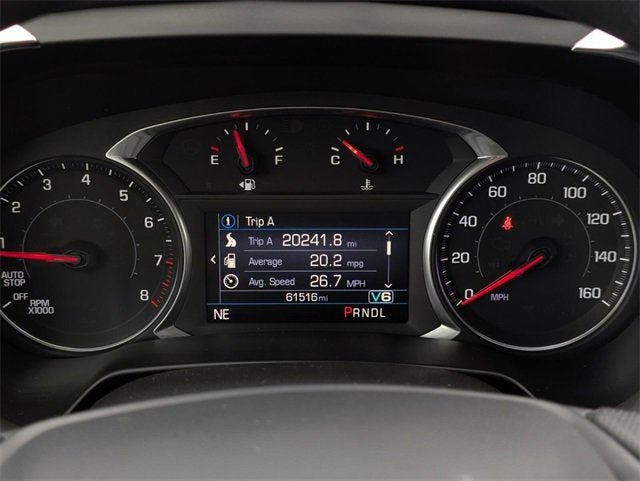 1 2 3 4 5 6 7 8
AUTO
STOP
OFF
RPM
X1000
E F
C H
i Trip A
Trip A 20241.8 mi
Average 20.2 mpg
Avg. Speed 26.7 MPH
61516 mi V6
NE PRNDL
0 20 40 60 80 100 120 140 160
MPH